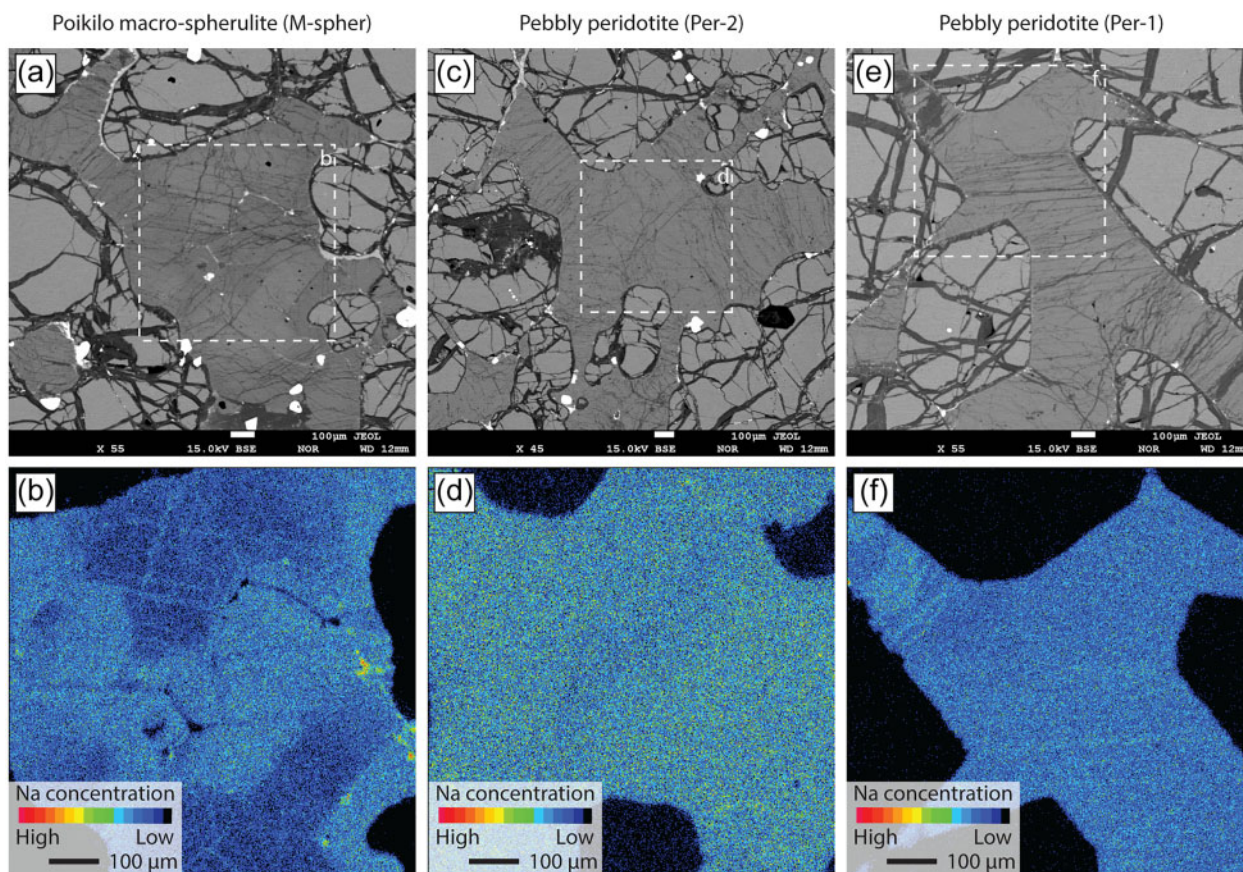 Poikilo macro-spherulite (M-spher)
Pebbly peridotite (Per-2)
Pebbly peridotite (Per-1)
(a)
b
X 55 15.0kV BSE NOR 100µm JEOL WD 12mm
(c)
d
X 45 15.0kV BSE NOR 100µm JEOL WD 12mm
(e)
f
X 55 15.0kV BSE NOR 100µm JEOL WD 12mm
(b)
Na concentration
High Low
100 µm
(d)
Na concentration
High Low
100 µm
(f)
Na concentration
High Low
100 µm